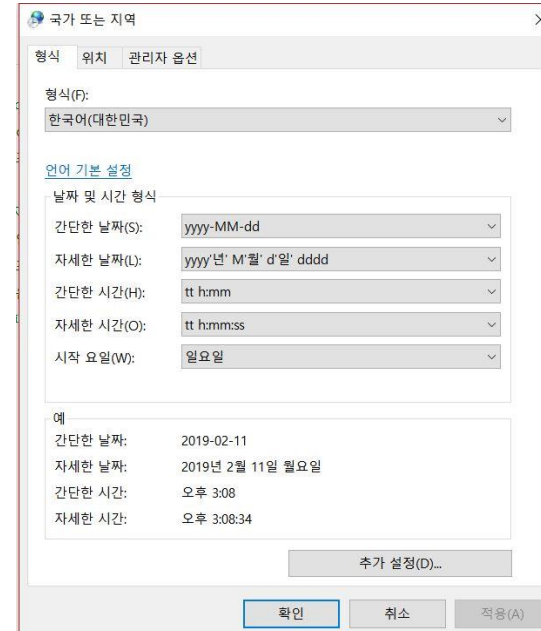 국가 또는 지역
형식 위치 관리자 옵션
형식(F):
한국어(대한민국)
언어 기본 설정
날짜 및 시간 형식
간단한 날짜(S): yyyy-MM-dd
자세한 날짜(L): yyyy'년' M'월' d'일' dddd
간단한 시간(H): tt h:mm
자세한 시간(O): tt h:mm:ss
시작 요일(W): 일요일
예
간단한 날짜: 2019-02-11
자세한 날짜: 2019년 2월 11일 월요일
간단한 시간: 오후 3:08
자세한 시간: 오후 3:08:34
추가 설정(D)...
확인 취소 적용(A)